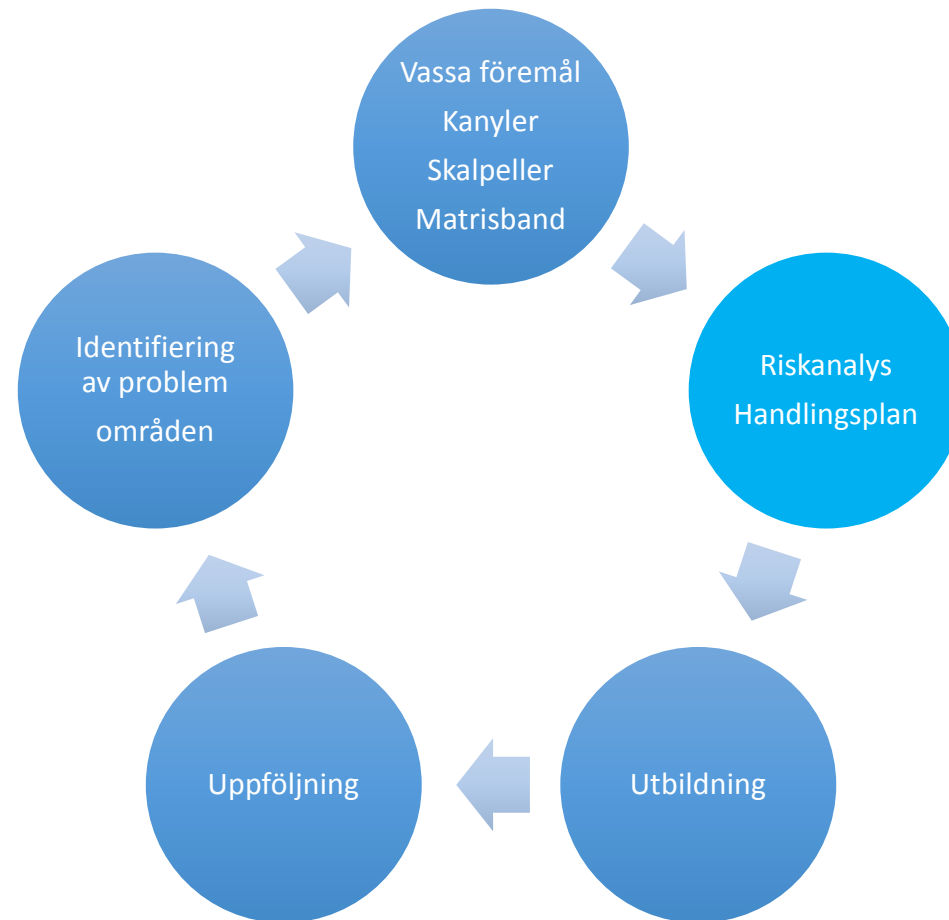 Vassa föremål
Kanyler
Skalpeller
Matrisband
Riskanalys
Handlingsplan
Utbildning
Uppföljning
Identifiering
av problem
områden